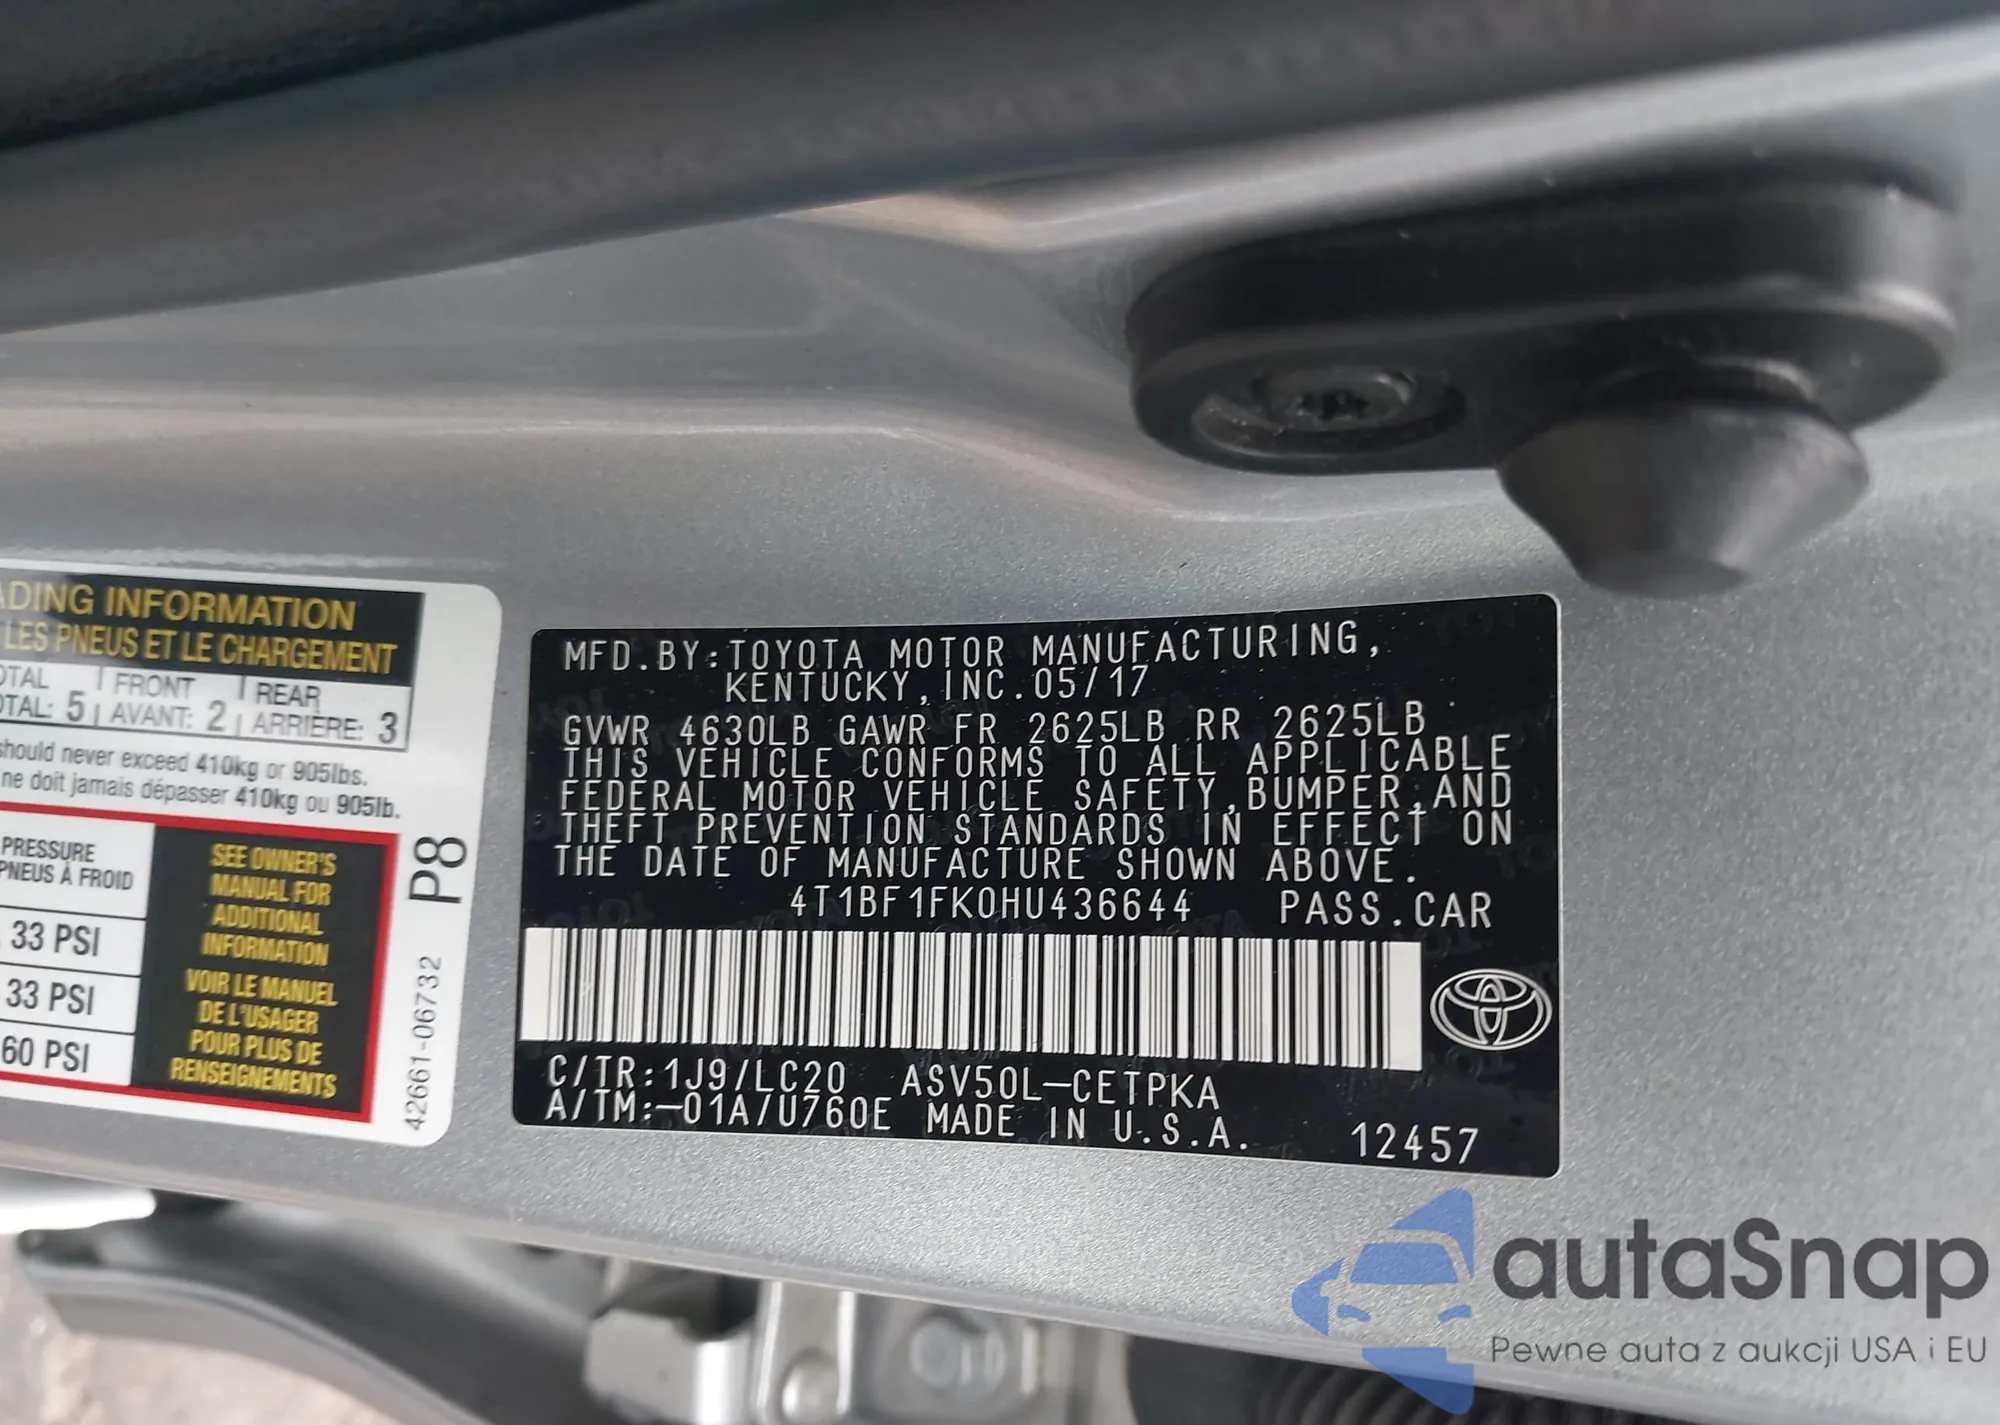 ADING INFORMATION
LES PNEUS ET LE CHARGEMENT
OTAL | FRONT | REAR
OTAL: 5 | AVANT: 2 | ARRIÈRE: 3
should never exceed 410kg or 905lbs.
ne doit jamais dépasser 410kg ou 905lb.
PRESSURE
PNEUS À FROID
33 PSI
33 PSI
60 PSI
SEE OWNER'S
MANUAL FOR
ADDITIONAL
INFORMATION
VOIR LE MANUEL
DE L'USAGER
POUR PLUS DE
RENSEIGNEMENTS
P8
42661-06732
MFD.BY:TOYOTA MOTOR MANUFACTURING,
KENTUCKY,INC.05/17
GVWR 4630LB GAWR FR 2625LB RR 2625LB
THIS VEHICLE CONFORMS TO ALL APPLICABLE
FEDERAL MOTOR VEHICLE SAFETY,BUMPER,AND
THEFT PREVENTION STANDARDS IN EFFECT ON
THE DATE OF MANUFACTURE SHOWN ABOVE.
4T1BF1FK0HU436644 PASS.CAR
C/TR:1J9/LC20 ASV50L-CETPKA
A/TM:-01A/U760E MADE IN U.S.A.
12457
autaSnap
Pewne auta z aukcji USA i EU